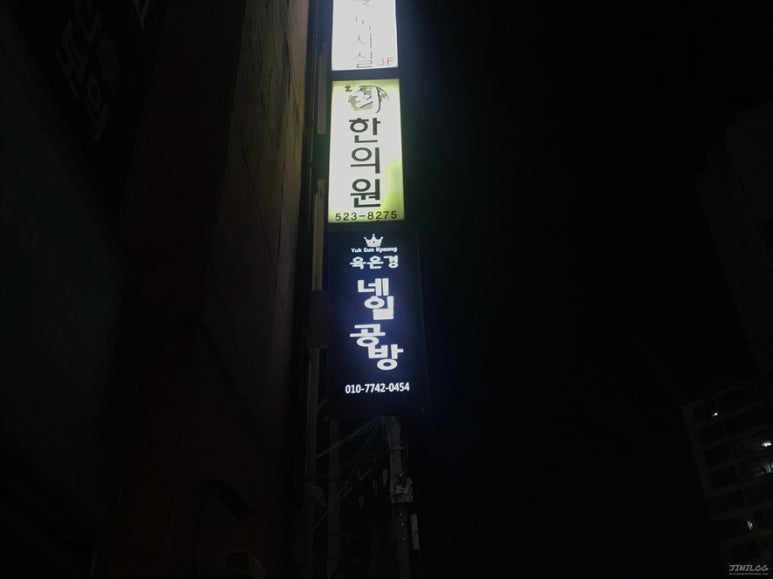 시
실 3F
한
의
원
523-8275
Yuk Eun Kyeong
육은경
네
일
공
방
010-7742-0454
JINILOG